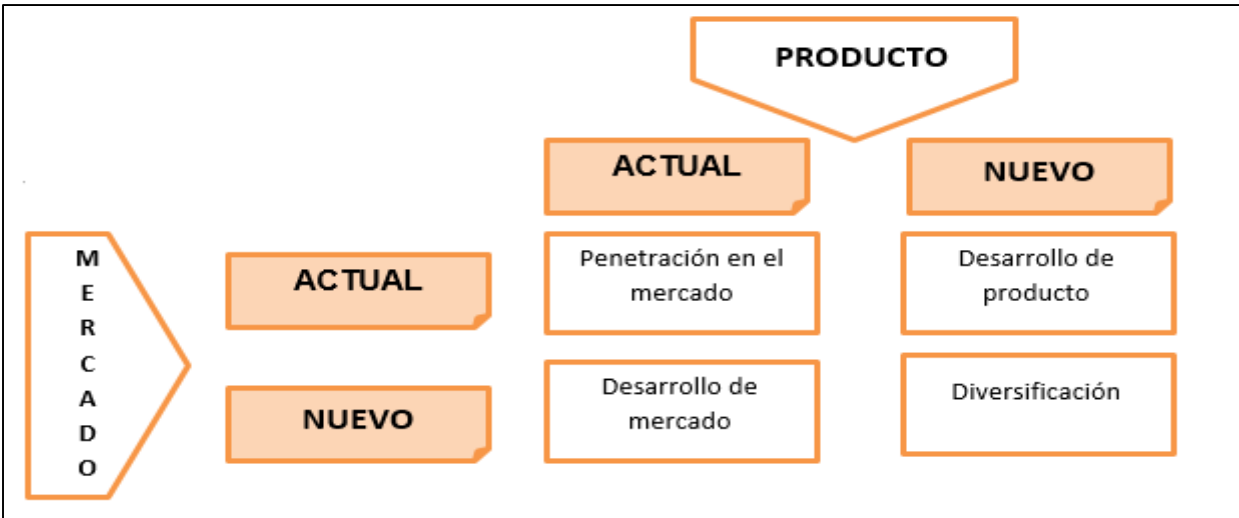 PRODUCTO
ACTUAL
NUEVO
M
E
R
C
A
D
O
ACTUAL
Penetración en el
mercado
Desarrollo de
producto
NUEVO
Desarrollo de
mercado
Diversificación